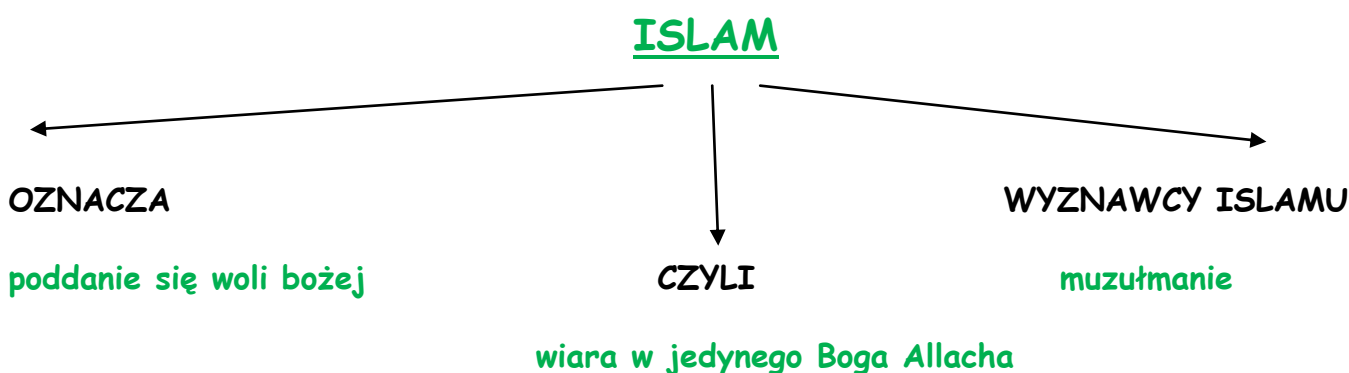 ISLAM
OZNACZA
WYZNAWCY ISLAMU
poddanie się woli bożej
CZYLI
muzułmanie
wiara w jedynego Boga Allacha